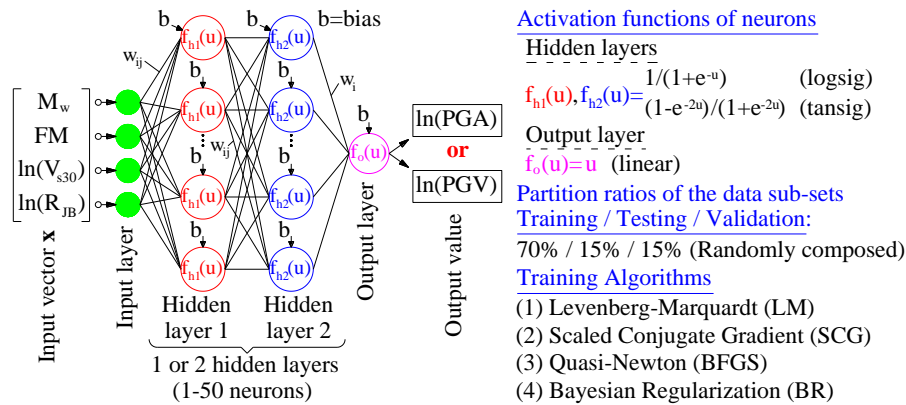 b
f_h1(u)
b
f_h2(u)
b=bias
w_ij
w_i
b
f_h1(u)
b
f_h2(u)
w_ij
b
f_h1(u)
b
f_h2(u)
b
f_h1(u)
b
f_h2(u)
M_w
FM
ln(V_s30)
ln(R_JB)
Input vector x
Input layer
Hidden
layer 1
Hidden
layer 2
1 or 2 hidden layers
(1-50 neurons)
b
f_o(u)
Output layer
ln(PGA)
or
ln(PGV)
Output value
Activation functions of neurons
Hidden layers
f_h1(u),f_h2(u)=
1/(1+e^-u) (logsig)
(1-e^-2u)/(1+e^-2u) (tansig)
Output layer
f_o(u)=u (linear)
Partition ratios of the data sub-sets
Training / Testing / Validation:
70% / 15% / 15% (Randomly composed)
Training Algorithms
(1) Levenberg-Marquardt (LM)
(2) Scaled Conjugate Gradient (SCG)
(3) Quasi-Newton (BFGS)
(4) Bayesian Regularization (BR)